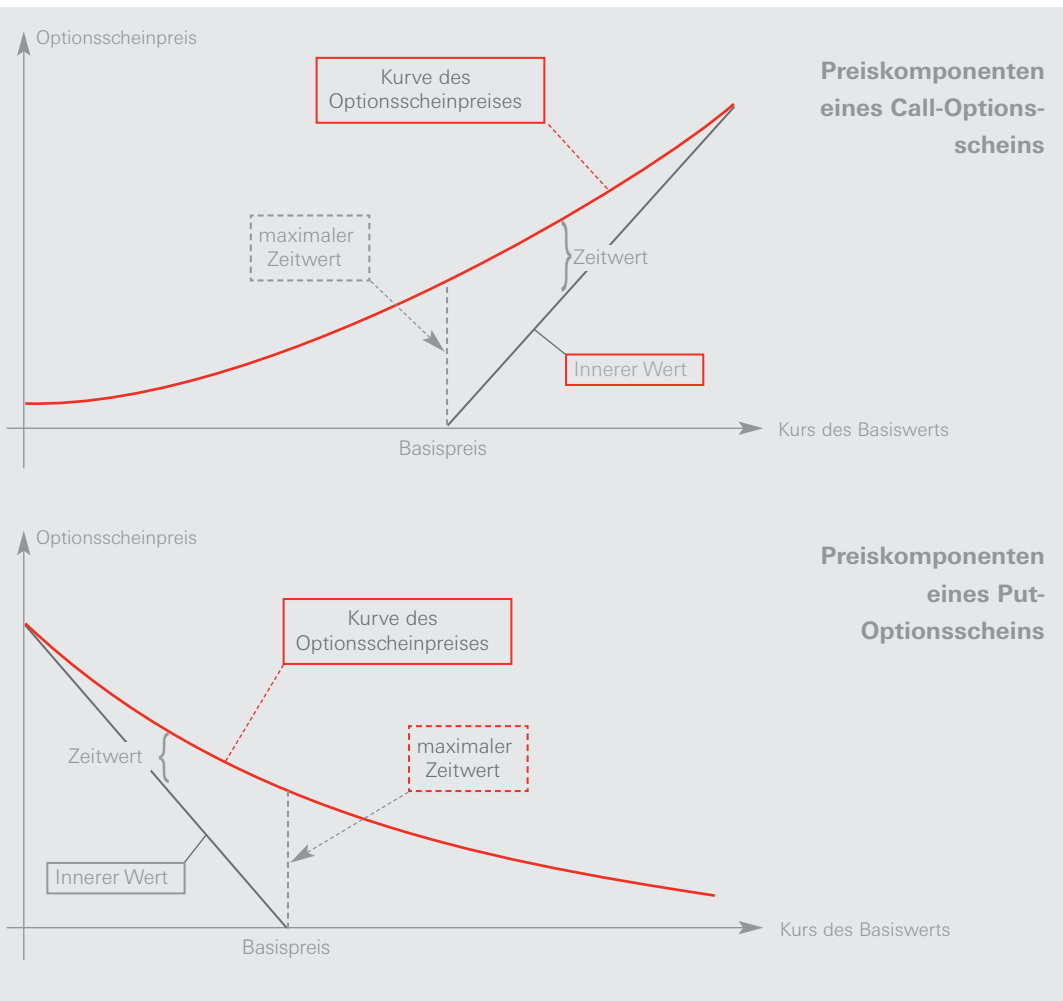 Optionsscheinpreis
Preiskomponenten
eines Call-Options-
scheins
Kurve des
Optionsscheinpreises
maximaler
Zeitwert
Zeitwert
Innerer Wert
Kurs des Basiswerts
Basispreis
Optionsscheinpreis
Preiskomponenten
eines Put-
Optionsscheins
Kurve des
Optionsscheinpreises
maximaler
Zeitwert
Zeitwert
Innerer Wert
Kurs des Basiswerts
Basispreis